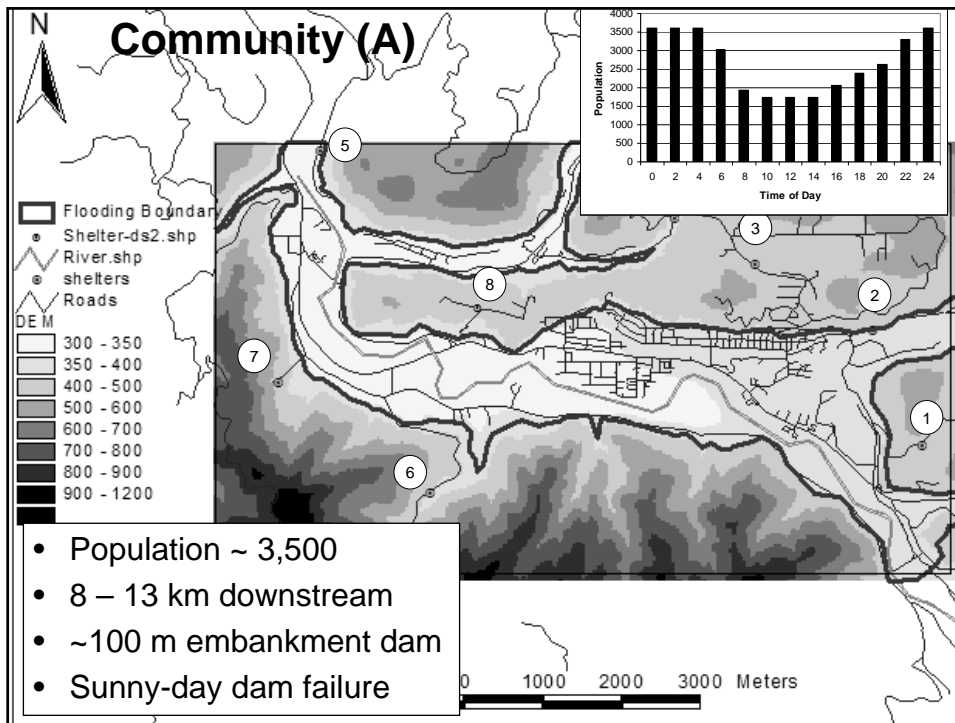 Community (A)
N
4000
3500
3000
2500
2000
1500
1000
500
0
Population
0 2 4 6 8 10 12 14 16 18 20 22 24
Time of Day
5
3
8
2
7
1
6
Flooding Boundary
Shelter-ds2.shp
River.shp
shelters
Roads
DEM
300 - 350
350 - 400
400 - 500
500 - 600
600 - 700
700 - 800
800 - 900
900 - 1200
• Population ~ 3,500
• 8 – 13 km downstream
• ~100 m embankment dam
• Sunny-day dam failure
0 1000 2000 3000 Meters